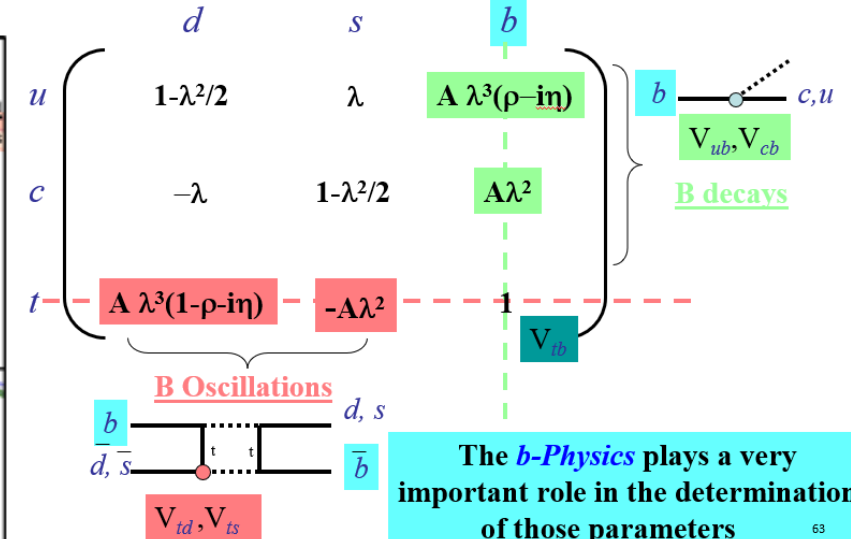 d s b
u 1-λ²/2 λ A λ³(ρ–iη)
c –λ 1-λ²/2 Aλ²
t A λ³(1-ρ-iη) -Aλ² 1
V_tb
b c,u
V_ub,V_cb
B decays
B Oscillations
b d, s
t t
d̅, s̅ b̅
V_td,V_ts
The b-Physics plays a very
important role in the determination
of those parameters
63